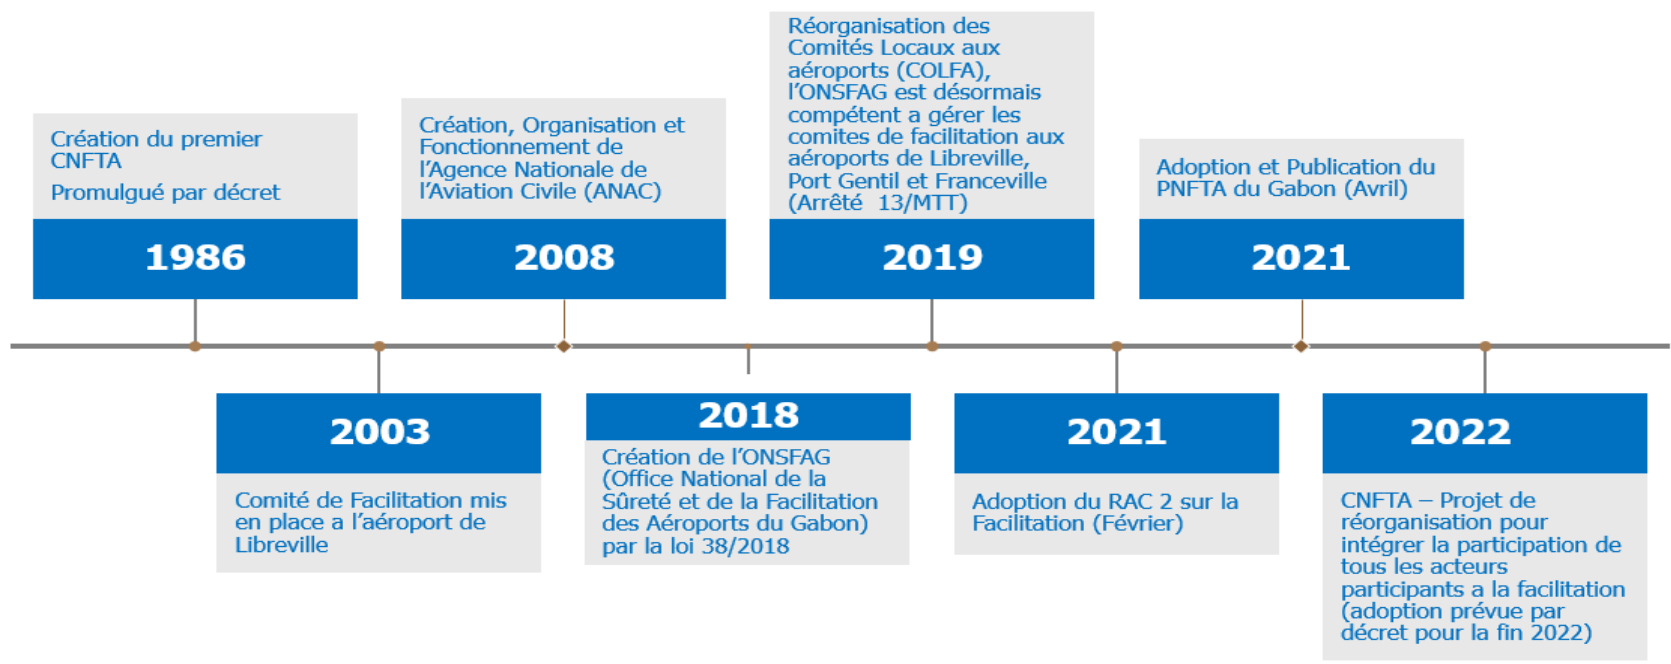 Création du premier
CNFTA
Promulgué par décret
1986
2003
Comité de Facilitation mis
en place a l’aéroport de
Libreville
Création, Organisation et
Fonctionnement de
l’Agence Nationale de
l’Aviation Civile (ANAC)
2008
2018
Création de l’ONSFAG
(Office National de la
Sûreté et de la Facilitation
des Aéroports du Gabon)
par la loi 38/2018
Réorganisation des
Comités Locaux aux
aéroports (COLFA),
l’ONSFAG est désormais
compétent a gérer les
comites de facilitation aux
aéroports de Libreville,
Port Gentil et Franceville
(Arrêté  13/MTT)
2019
2021
Adoption du RAC 2 sur la
Facilitation (Février)
Adoption et Publication du
PNFTA du Gabon (Avril)
2021
2022
CNFTA – Projet de
réorganisation pour
intégrer la participation de
tous les acteurs
participants a la facilitation
(adoption prévue par
décret pour la fin 2022)